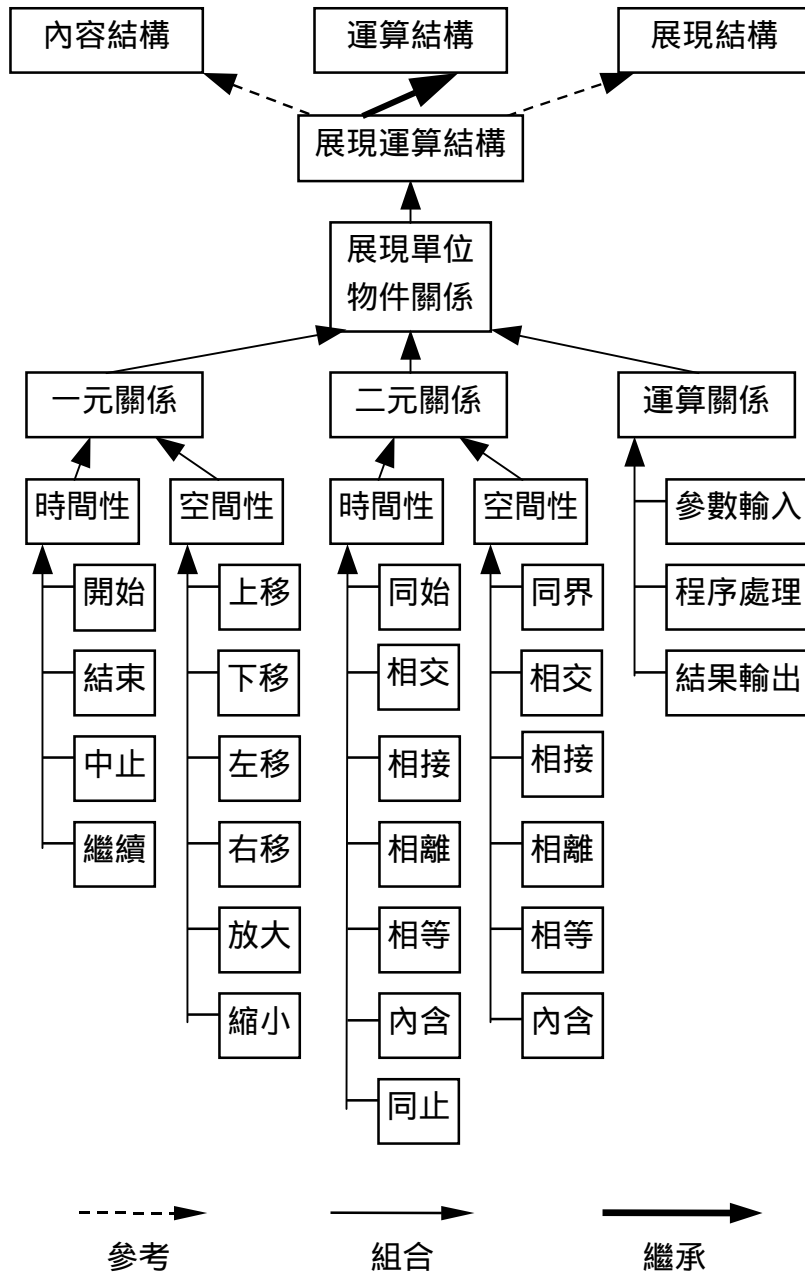 內容結構
運算結構
展現結構
展現運算結構
展現單位
物件關係
一元關係
二元關係
運算關係
時間性
空間性
時間性
空間性
參數輸入
程序處理
結果輸出
開始
結束
中止
繼續
上移
下移
左移
右移
放大
縮小
同始
相交
相接
相離
相等
內含
同止
同界
相交
相接
相離
相等
內含
參考
組合
繼承